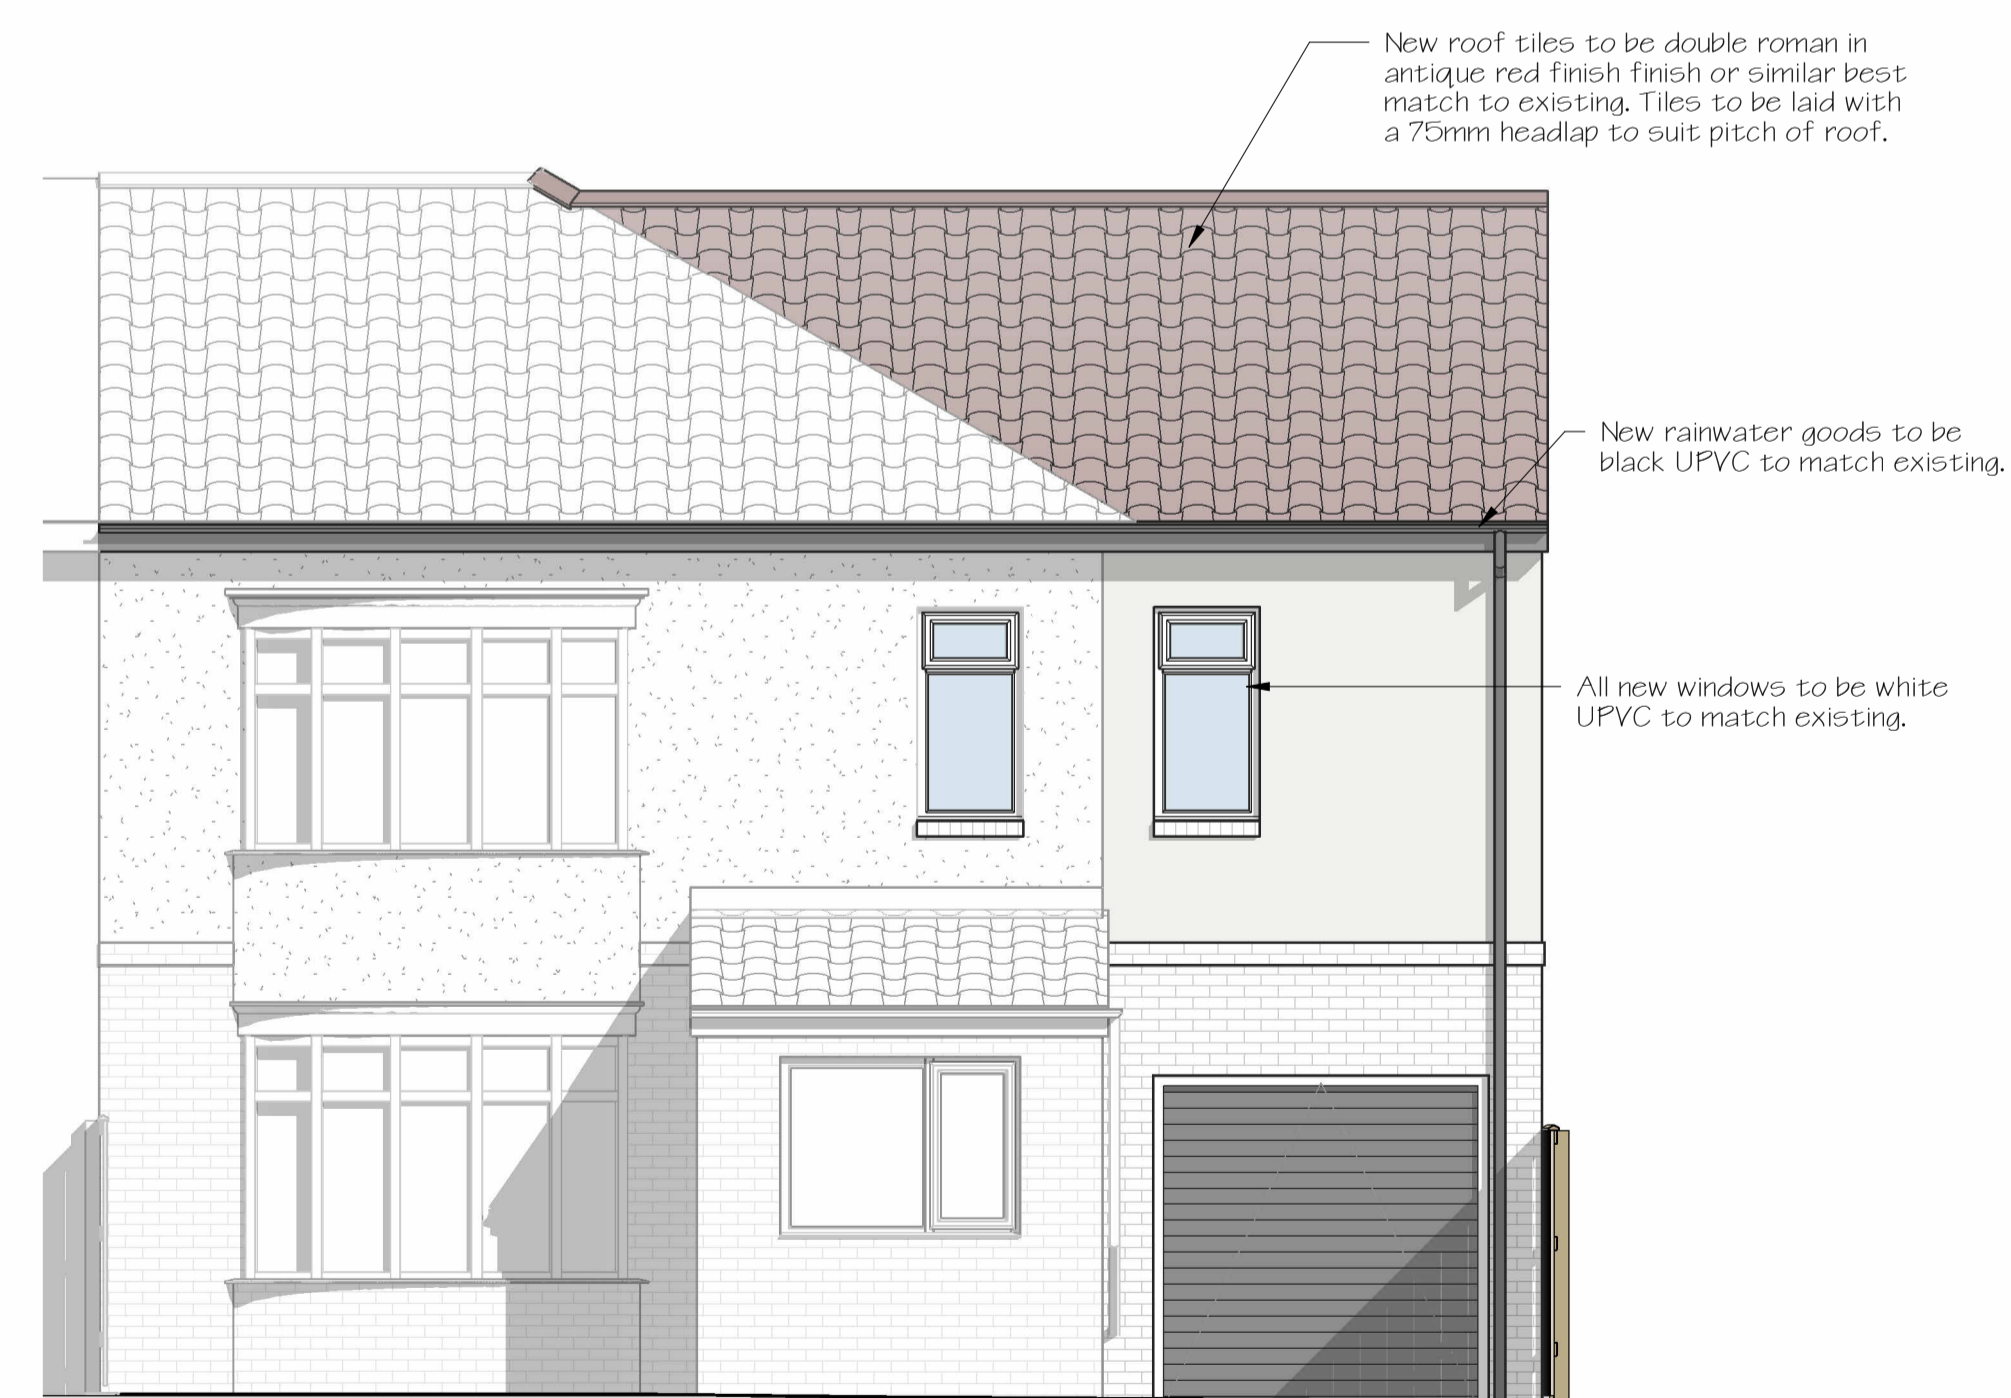 New roof tiles to be double roman in
antique red finish finish or similar best
match to existing. Tiles to be laid with
a 75mm headlap to suit pitch of roof.
New rainwater goods to be
black UPVC to match existing.
All new windows to be white
UPVC to match existing.